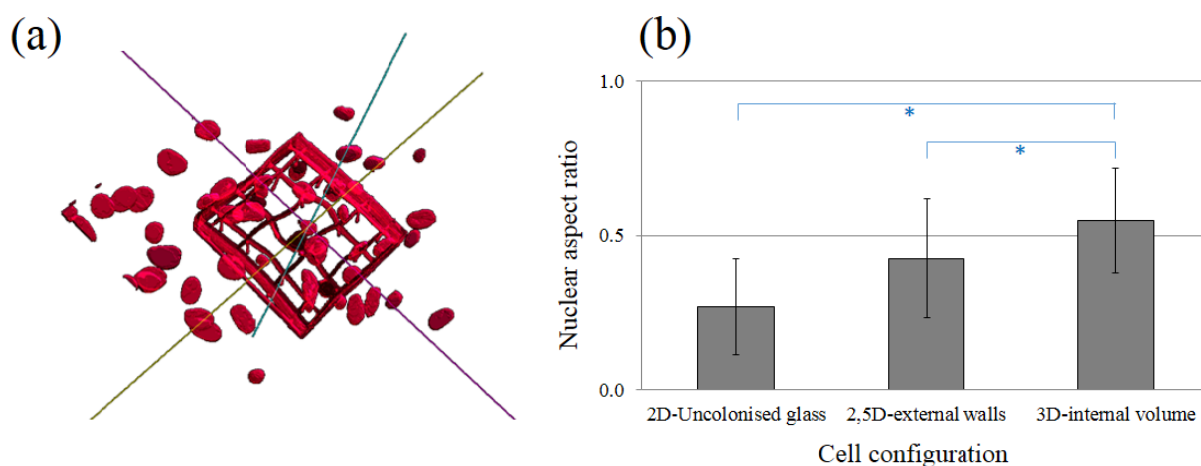 (a)
(b)
1.0
*
*
0.5
0.0
Nuclear aspect ratio
2D-Uncolonised glass 2,5D-external walls 3D-internal volume
Cell configuration